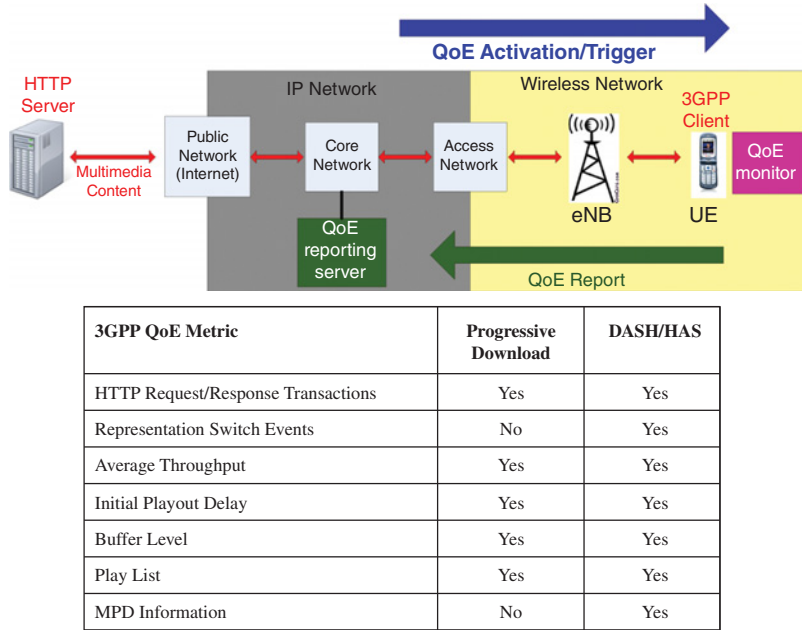 QoE Activation/Trigger
HTTP
Server
IP Network
Wireless Network
3GPP
Client
Public
Network
(Internet)
Core
Network
Access
Network
QoE
monitor
Multimedia
Content
eNB
UE
QoE
reporting
server
QoE Report
3GPP QoE Metric
Progressive
Download
DASH/HAS
HTTP Request/Response Transactions Yes Yes
Representation Switch Events No Yes
Average Throughput Yes Yes
Initial Playout Delay Yes Yes
Buffer Level Yes Yes
Play List Yes Yes
MPD Information No Yes